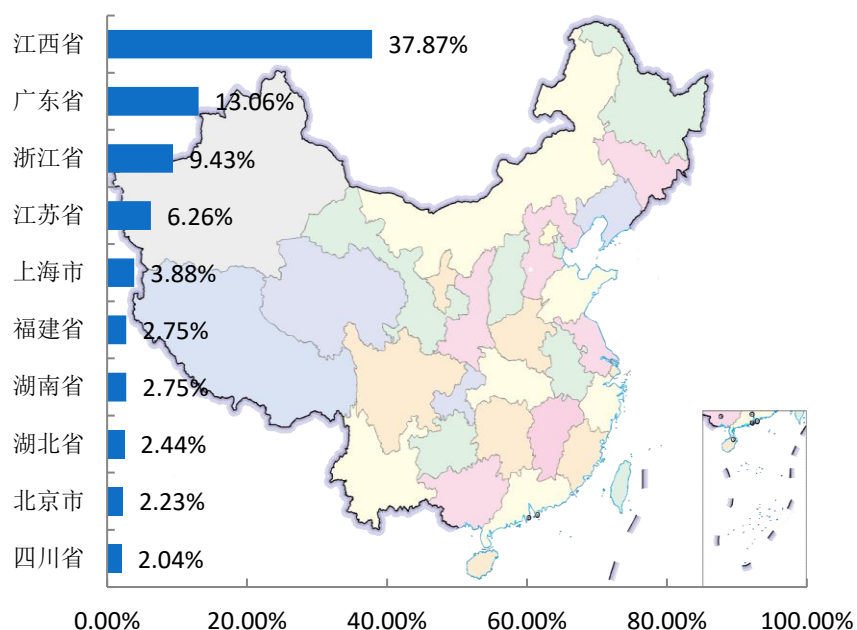 江西省 37.87%
广东省 13.06%
浙江省 9.43%
江苏省 6.26%
上海市 3.88%
福建省 2.75%
湖南省 2.75%
湖北省 2.44%
北京市 2.23%
四川省 2.04%
0.00% 20.00% 40.00% 60.00% 80.00% 100.00%